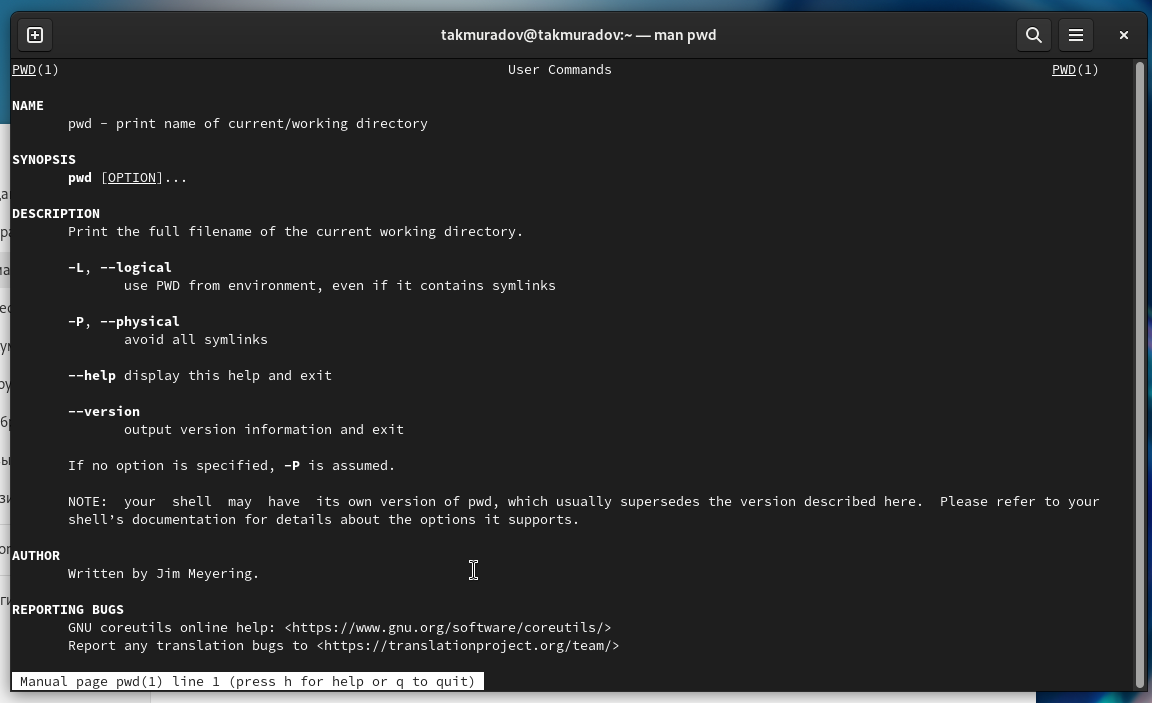 takmuradov@takmuradov:~ — man pwd
PWD(1) User Commands PWD(1)
NAME
pwd - print name of current/working directory
SYNOPSIS
pwd [OPTION]...
DESCRIPTION
Print the full filename of the current working directory.
-L, --logical
use PWD from environment, even if it contains symlinks
-P, --physical
avoid all symlinks
--help display this help and exit
--version
output version information and exit
If no option is specified, -P is assumed.
NOTE:  your  shell  may  have  its own version of pwd, which usually supersedes the version described here.  Please refer to your
shell’s documentation for details about the options it supports.
AUTHOR
Written by Jim Meyering.
REPORTING BUGS
GNU coreutils online help: <https://www.gnu.org/software/coreutils/>
Report any translation bugs to <https://translationproject.org/team/>
Manual page pwd(1) line 1 (press h for help or q to quit)